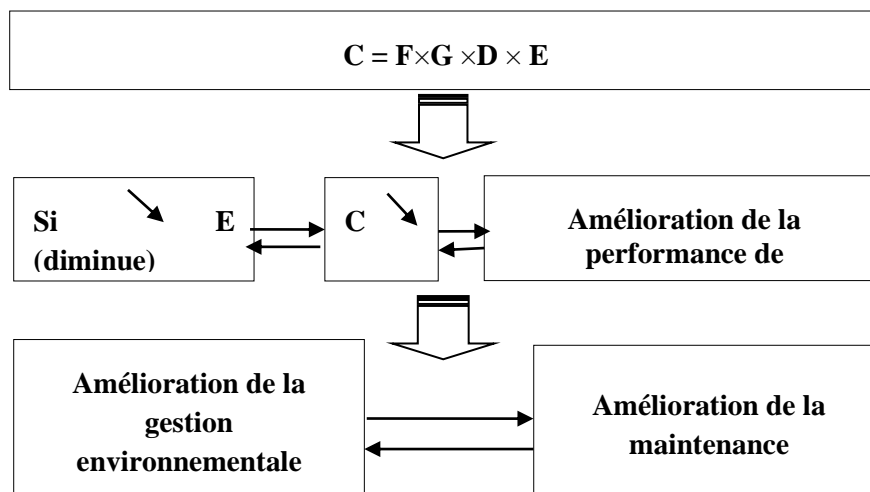 C = F×G ×D × E
Si E
(diminue)
C
Amélioration de la
performance de
Amélioration de la
gestion
environnementale
Amélioration de la
maintenance